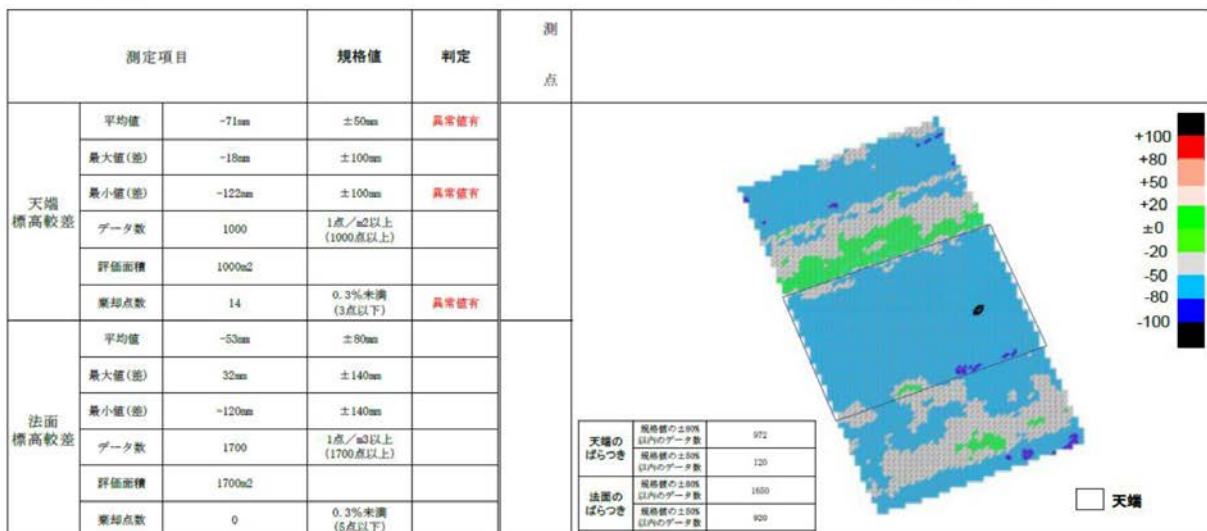 測定項目 規格値 判定 測点
天端標高較差
平均値 -71mm ±50mm 異常値有
最大値(差) -18mm ±100mm
最小値(差) -122mm ±100mm 異常値有
データ数 1000 1点/m2以上
(1000点以上)
評価面積 1000m2
棄却点数 14 0.3%未満
(3点以下) 異常値有
法面標高較差
平均値 -53mm ±80mm
最大値(差) 32mm ±140mm
最小値(差) -120mm ±140mm
データ数 1700 1点/m3以上
(1700点以上)
評価面積 1700m2
棄却点数 0 0.3%未満
(5点以下)
天端の
ばらつき
規格値の±80%
以内のデータ数 972
規格値の±50%
以内のデータ数 120
法面の
ばらつき
規格値の±80%
以内のデータ数 1650
規格値の±50%
以内のデータ数 920
+100
+80
+50
+20
±0
-20
-50
-80
-100
天端